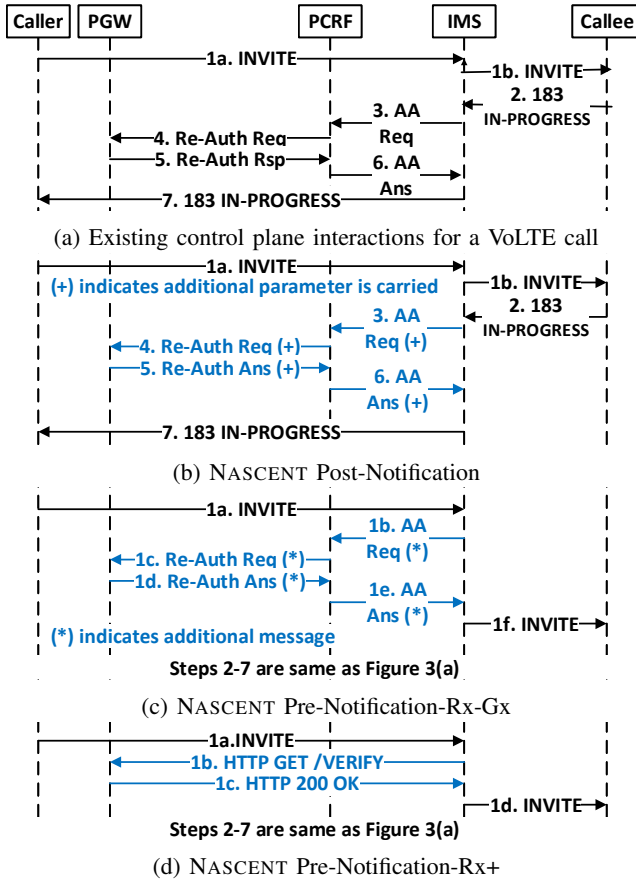 Caller PGW PCRF IMS Callee
1a. INVITE
1b. INVITE
2. 183
IN-PROGRESS
3. AA
Req
4. Re-Auth Req
5. Re-Auth Rsp
6. AA
Ans
7. 183 IN-PROGRESS
(a) Existing control plane interactions for a VoLTE call
1a. INVITE
(+) indicates additional parameter is carried
1b. INVITE
2. 183
IN-PROGRESS
3. AA
Req (+)
4. Re-Auth Req (+)
5. Re-Auth Ans (+)
6. AA
Ans (+)
7. 183 IN-PROGRESS
(b) NASCENT Post-Notification
1a. INVITE
1b. AA
Req (*)
1c. Re-Auth Req (*)
1d. Re-Auth Ans (*)
1e. AA
Ans (*)
(*) indicates additional message
1f. INVITE
Steps 2-7 are same as Figure 3(a)
(c) NASCENT Pre-Notification-Rx-Gx
1a.INVITE
1b. HTTP GET /VERIFY
1c. HTTP 200 OK
1d. INVITE
Steps 2-7 are same as Figure 3(a)
(d) NASCENT Pre-Notification-Rx+